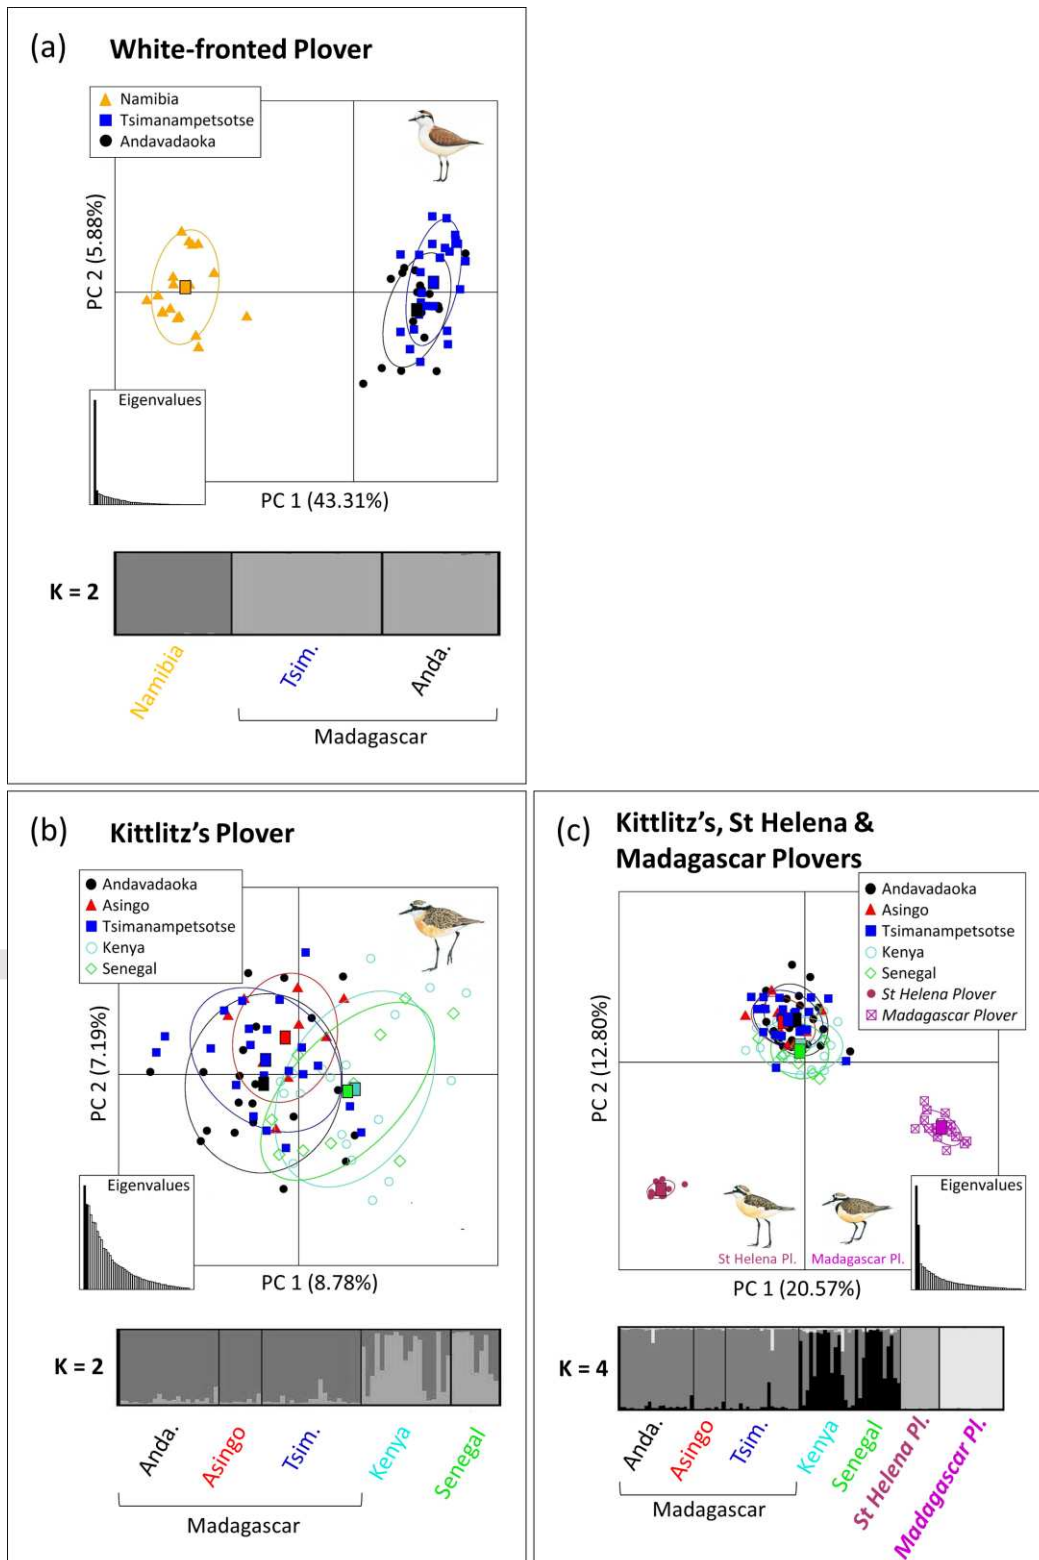 (a) White-fronted Plover
Namibia
Tsimanampetsotse
Andavadaoka
PC 2 (5.88%)
Eigenvalues
PC 1 (43.31%)
K = 2
Namibia
Tsim.
Anda.
Madagascar
(b) Kittlitz's Plover
Andavadaoka
Asingo
Tsimanampetsotse
Kenya
Senegal
PC 2 (7.19%)
Eigenvalues
PC 1 (8.78%)
K = 2
Anda.
Asingo
Tsim.
Kenya
Senegal
Madagascar
(c) Kittlitz's, St Helena &
Madagascar Plovers
Andavadaoka
Asingo
Tsimanampetsotse
Kenya
Senegal
St Helena Plover
Madagascar Plover
PC 2 (12.80%)
Eigenvalues
St Helena Pl.
Madagascar Pl.
PC 1 (20.57%)
K = 4
Anda.
Asingo
Tsim.
Kenya
Senegal
St Helena Pl.
Madagascar Pl.
Madagascar